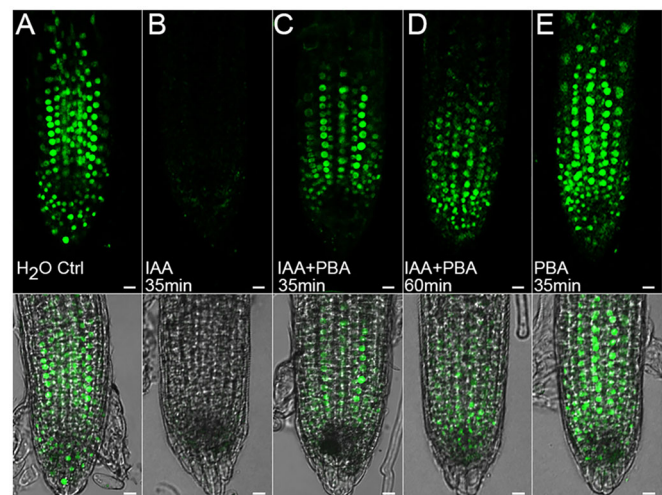 A
B
C
D
E
H2O Ctrl
IAA
35min
IAA+PBA
35min
IAA+PBA
60min
PBA
35min